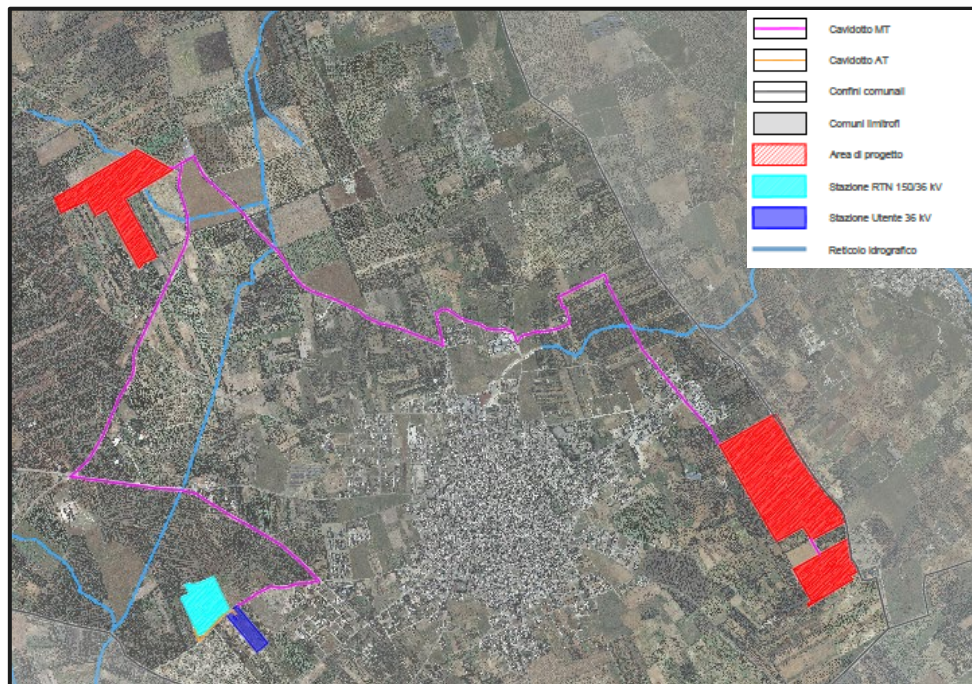 Cavidotto MT
Cavidotto AT
Confini comunali
Comuni limitrofi
Area di progetto
Stazione RTN 150/36 kV
Stazione Utente 36 kV
Reticolo idrografico